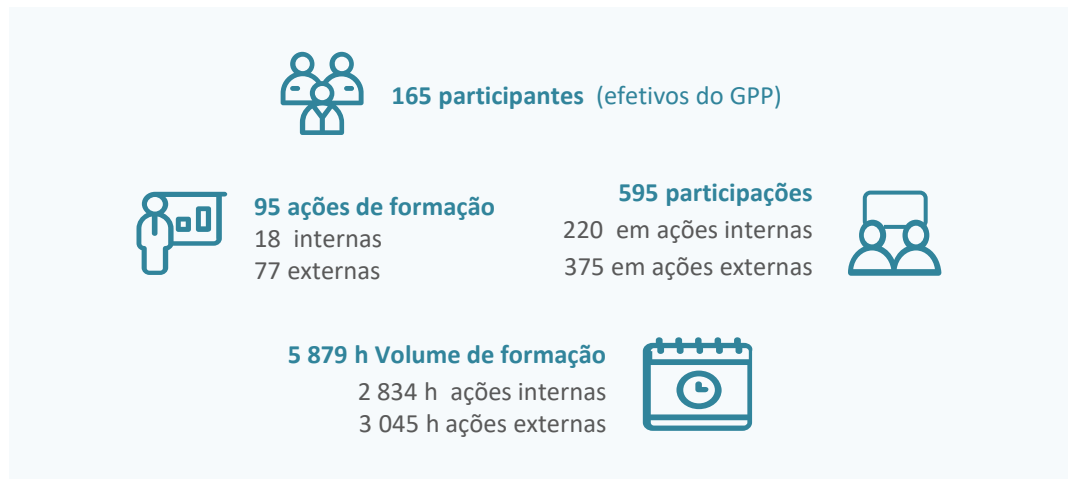 165 participantes (efetivos do GPP)
95 ações de formação
18 internas
77 externas
595 participações
220 em ações internas
375 em ações externas
5 879 h Volume de formação
2 834 h ações internas
3 045 h ações externas